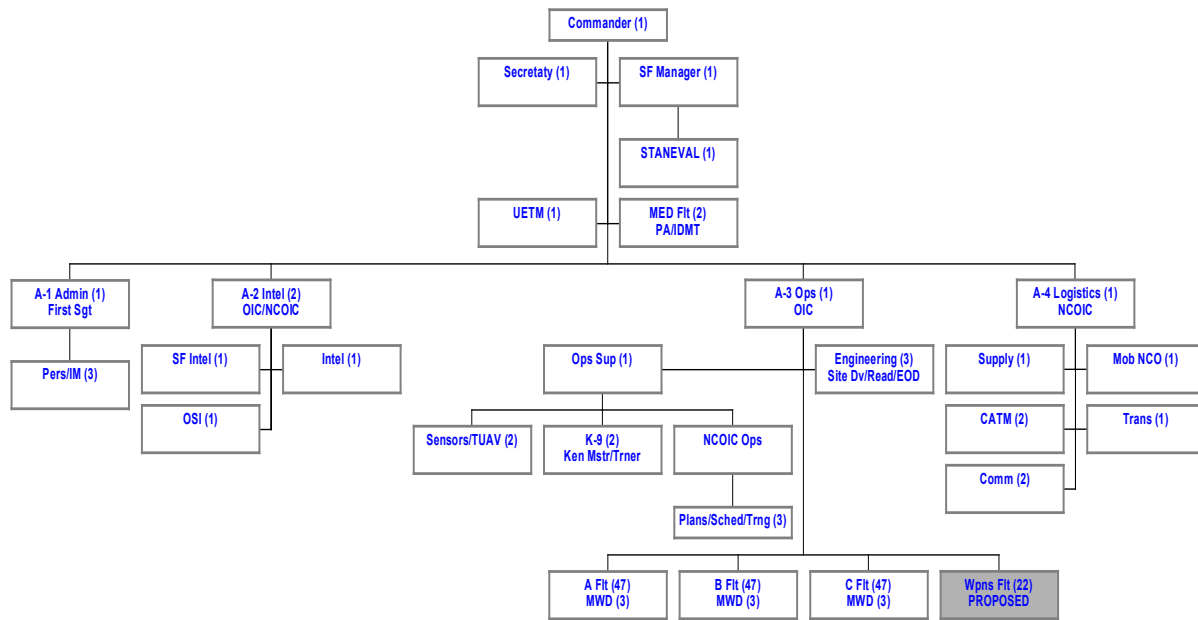 Commander (1)
Secretaty (1)
SF Manager (1)
STANEVAL (1)
UETM (1)
MED Flt (2)
PA/IDMT
A-1 Admin (1)
First Sgt
A-2 Intel (2)
OIC/NCOIC
A-3 Ops (1)
OIC
A-4 Logistics (1)
NCOIC
Pers/IM (3)
SF Intel (1)
Intel (1)
OSI (1)
Ops Sup (1)
Engineering (3)
Site Dv/Read/EOD
Supply (1)
Mob NCO (1)
CATM (2)
Trans (1)
Comm (2)
Sensors/TUAV (2)
K-9 (2)
Ken Mstr/Trner
NCOIC Ops
Plans/Sched/Trng (3)
A Flt (47)
MWD (3)
B Flt (47)
MWD (3)
C Flt (47)
MWD (3)
Wpns Flt (22)
PROPOSED